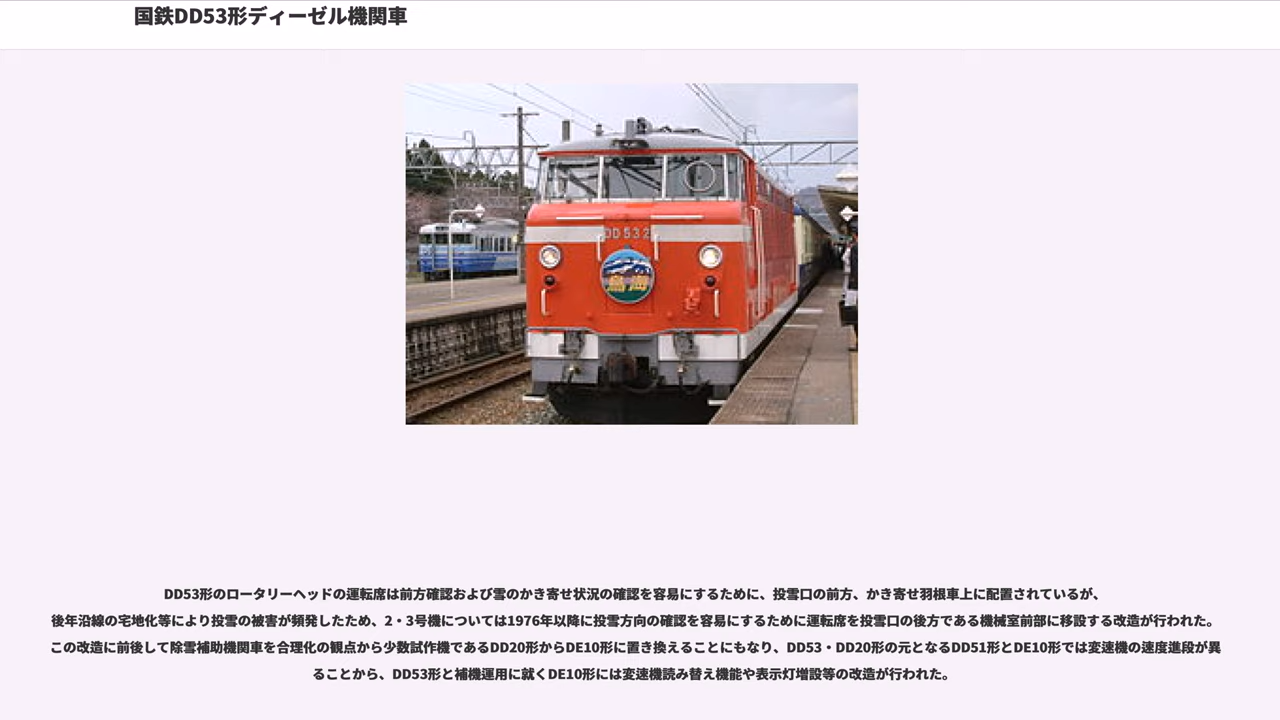 国鉄DD53形ディーゼル機関車
DD 53 2
鳥海
DD53形のロータリーヘッドの運転席は前方確認および雪のかき寄せ状況の確認を容易にするために、投雪口の前方、かき寄せ羽根車上に配置されているが、
後年沿線の宅地化等により投雪の被害が頻発したため、2・3号機については1976年以降に投雪方向の確認を容易にするために運転席を投雪口の後方である機械室前部に移設する改造が行われた。
この改造に前後して除雪補助機関車を合理化の観点から少数試作機であるDD20形からDE10形に置き換えることにもなり、DD53・DD20形の元となるDD51形とDE10形では変速機の速度進段が異
ることから、DD53形と補機運用に就くDE10形には変速機読み替え機能や表示灯増設等の改造が行われた。